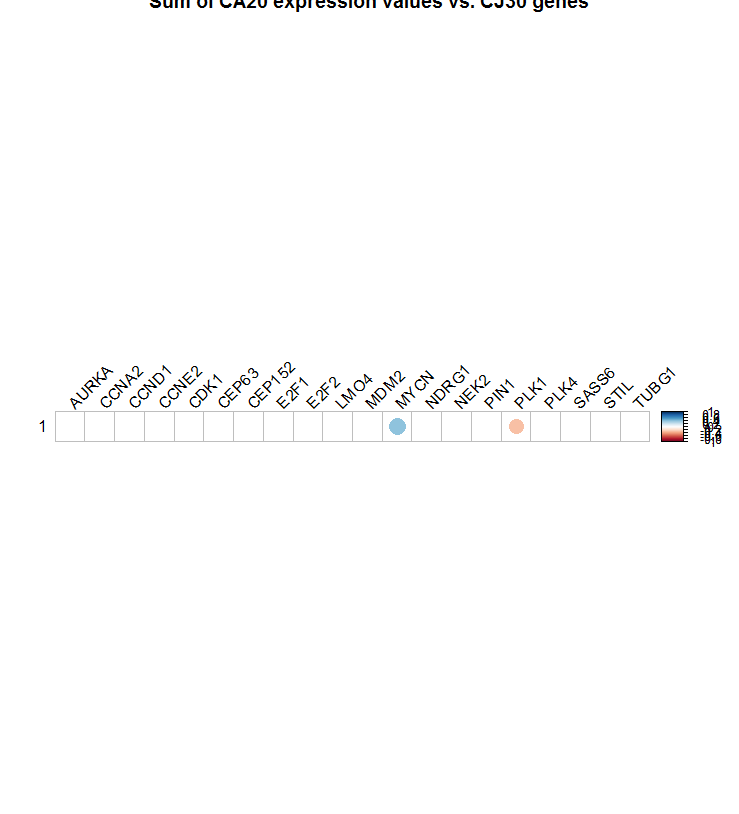 Sum of CA20 expression values vs. CJ30 genes
AURKA
CCNA2
CCND1
CCNE2
CDK1
CEP63
CEP152
E2F1
E2F2
LMO4
MDM2
MYCN
NDRG1
NEK2
PIN1
PLK1
PLK4
SASS6
STIL
TUBG1
1